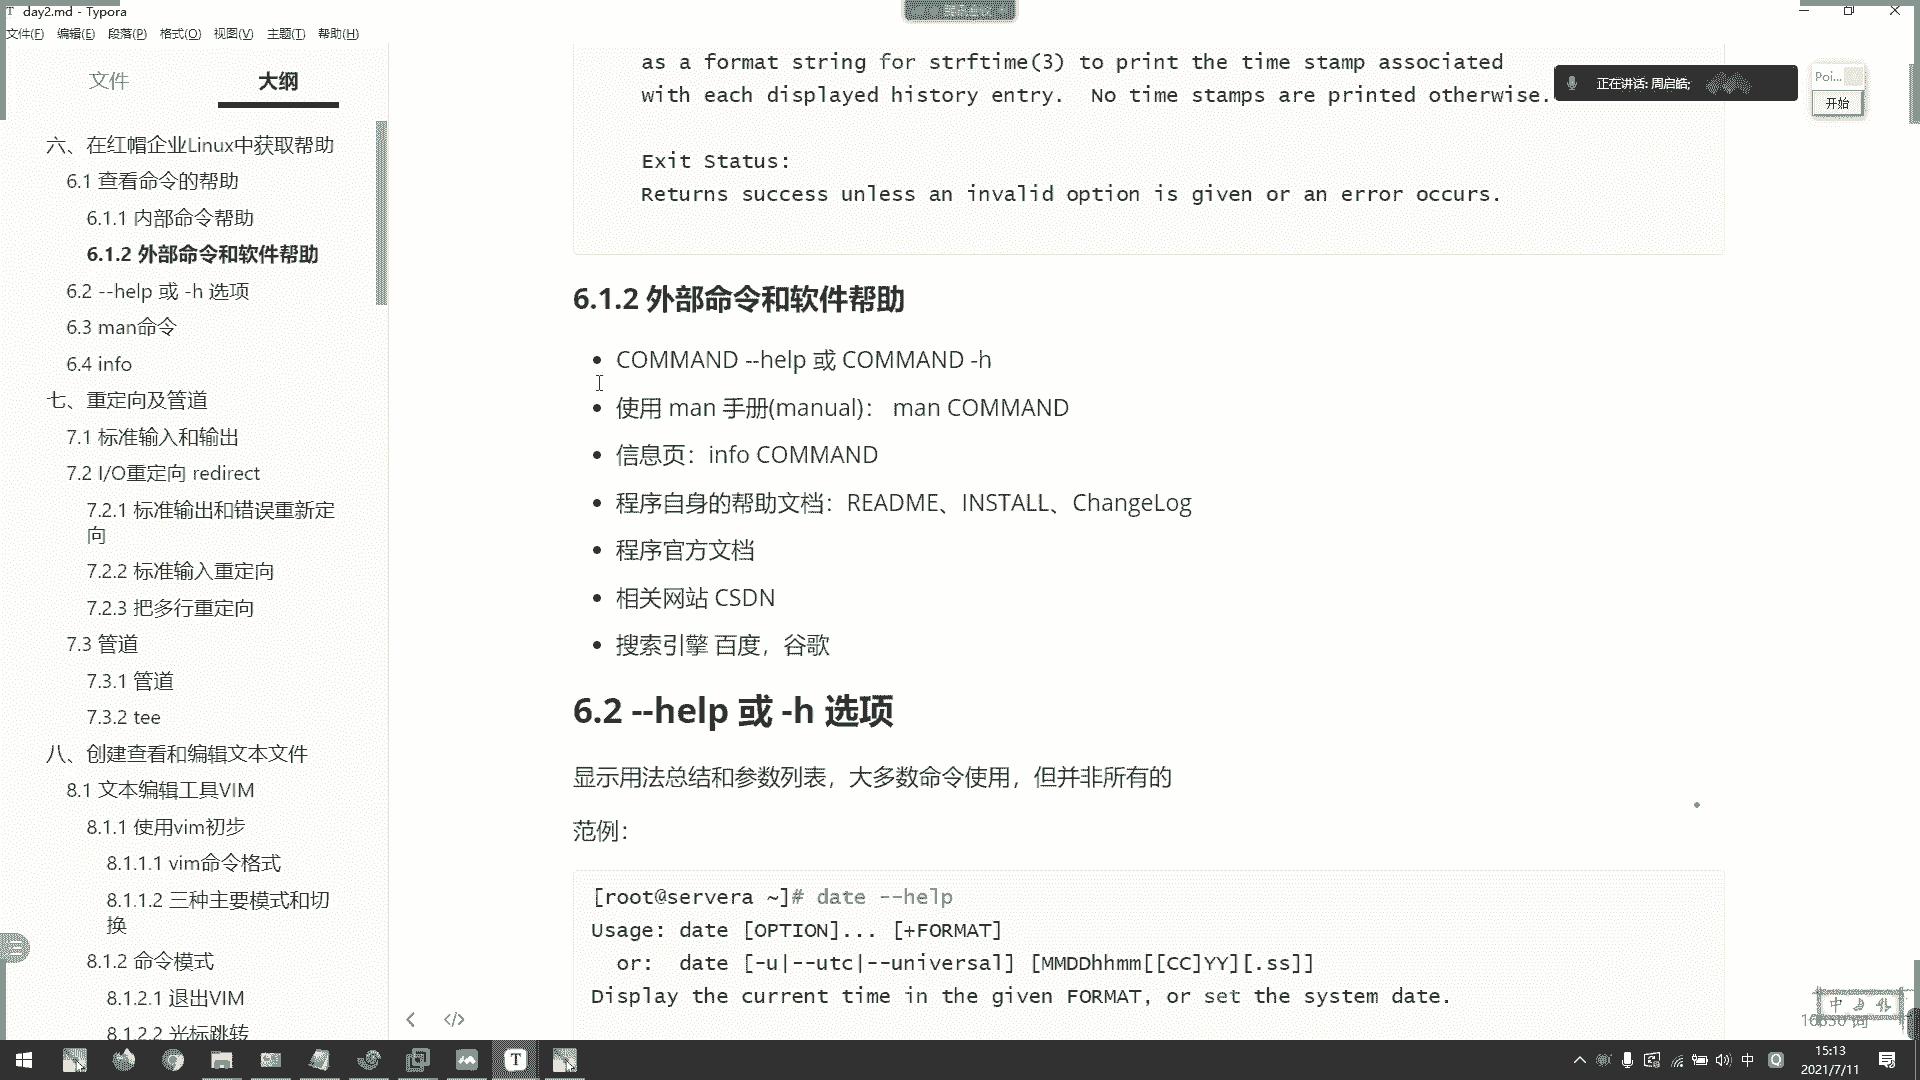 day2.md - Typora
文件(F) 编辑(E) 段落(P) 格式(O) 视图(V) 主题(T) 帮助(H)
文件 大纲
六、在红帽企业Linux中获取帮助
6.1 查看命令的帮助
6.1.1 内部命令帮助
6.1.2 外部命令和软件帮助
6.2 --help 或 -h 选项
6.3 man命令
6.4 info
七、重定向及管道
7.1 标准输入和输出
7.2 I/O重定向 redirect
7.2.1 标准输出和错误重新定
向
7.2.2 标准输入重定向
7.2.3 把多行重定向
7.3 管道
7.3.1 管道
7.3.2 tee
八、创建查看和编辑文本文件
8.1 文本编辑工具VIM
8.1.1 使用vim初步
8.1.1.1 vim命令格式
8.1.1.2 三种主要模式和切
换
8.1.2 命令模式
8.1.2.1 退出VIM
8.1.2.2 光标跳转
as a format string for strftime(3) to print the time stamp associated
with each displayed history entry.  No time stamps are printed otherwise.
Exit Status:
Returns success unless an invalid option is given or an error occurs.
6.1.2 外部命令和软件帮助
COMMAND --help 或 COMMAND -h
使用 man 手册(manual)： man COMMAND
信息页：info COMMAND
程序自身的帮助文档：README、INSTALL、ChangeLog
程序官方文档
相关网站 CSDN
搜索引擎 百度，谷歌
6.2 --help 或 -h 选项
显示用法总结和参数列表，大多数命令使用，但并非所有的
范例：
[root@servera ~]# date --help
Usage: date [OPTION]... [+FORMAT]
or:  date [-u|--utc|--universal] [MMDDhhmm[[CC]YY][.ss]]
Display the current time in the given FORMAT, or set the system date.
正在讲话: 周启皓;
Poi...
开始
中
15:13
2021/7/11